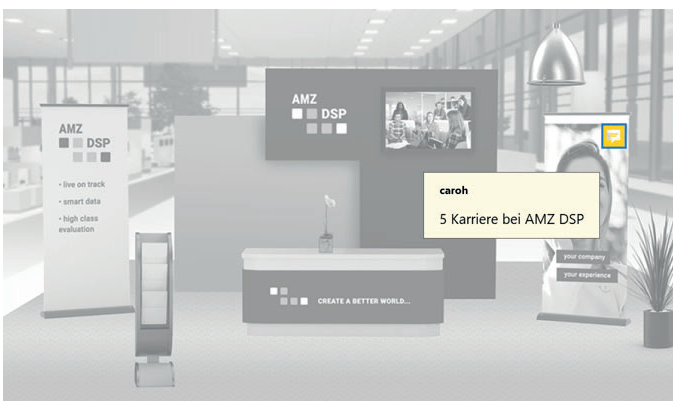 AMZ
DSP
• live on track
• smart data
• high class
evaluation
AMZ
DSP
caroh
5 Karriere bei AMZ DSP
your company
your experience
CREATE A BETTER WORLD...